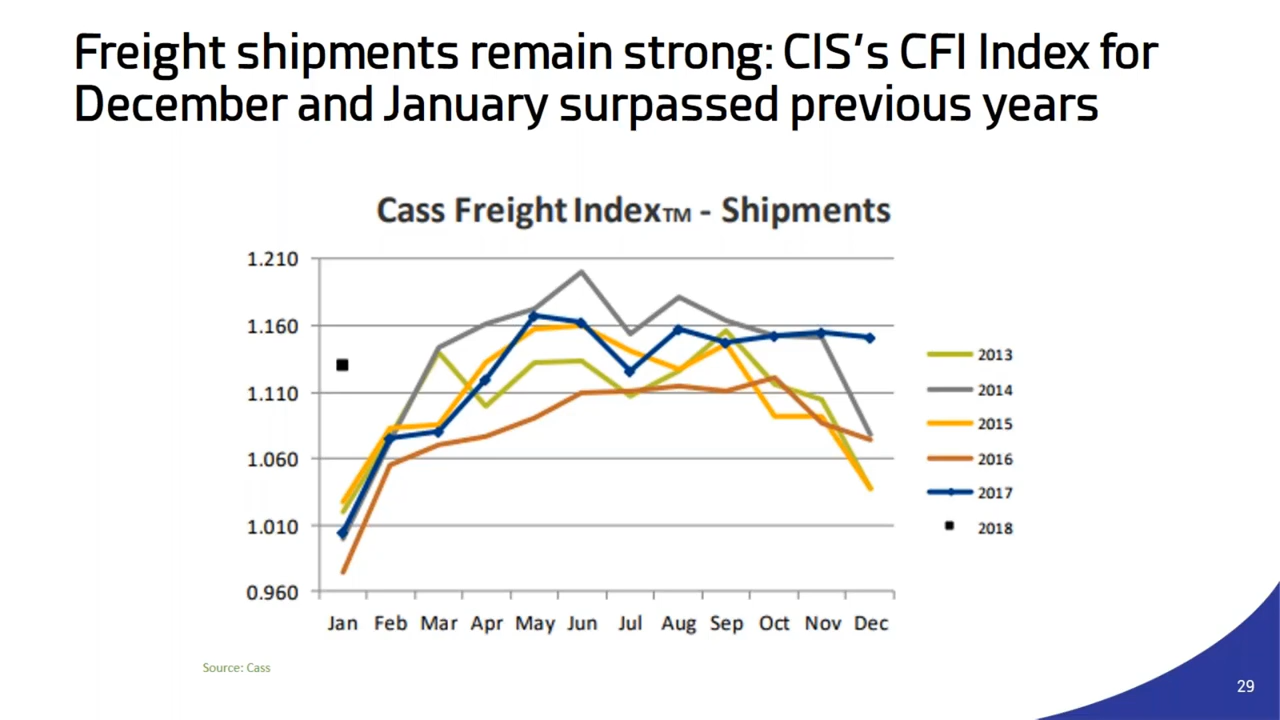 Freight shipments remain strong: CIS's CFI Index for
December and January surpassed previous years
Cass Freight Index™ - Shipments
1.210
1.160
1.110
1.060
1.010
0.960
Jan Feb Mar Apr May Jun Jul Aug Sep Oct Nov Dec
2013
2014
2015
2016
2017
2018
Source: Cass
29